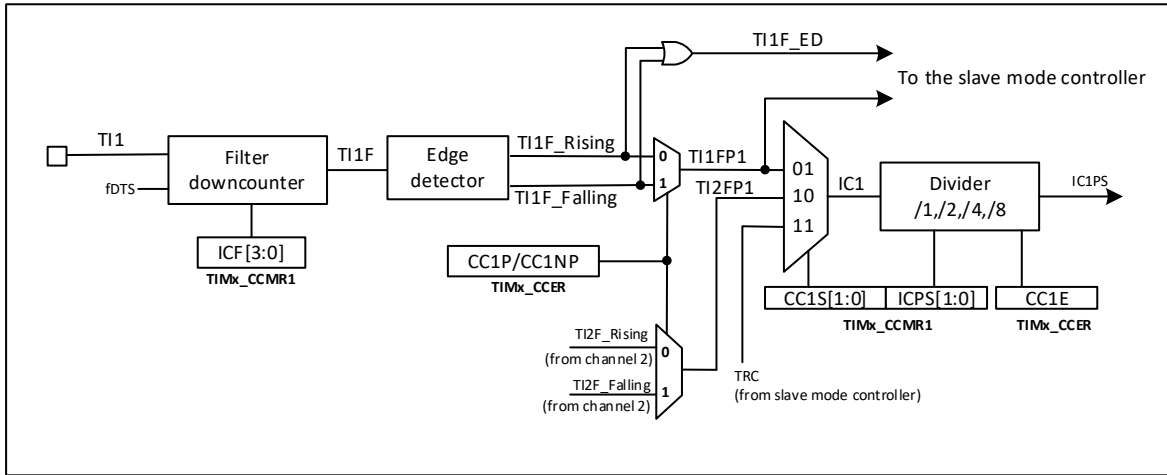 TI1F_ED
To the slave mode controller
TI1
Filter
downcounter
fDTS
TI1F
Edge
detector
TI1F_Rising
TI1F_Falling
0
1
TI1FP1
TI2FP1
01
10
11
IC1
Divider
/1,/2,/4,/8
IC1PS
ICF[3:0]
TIMx_CCMR1
CC1P/CC1NP
TIMx_CCER
CC1S[1:0]
ICPS[1:0]
TIMx_CCMR1
CC1E
TIMx_CCER
TI2F_Rising
(from channel 2)
TI2F_Falling
(from channel 2)
0
1
TRC
(from slave mode controller)